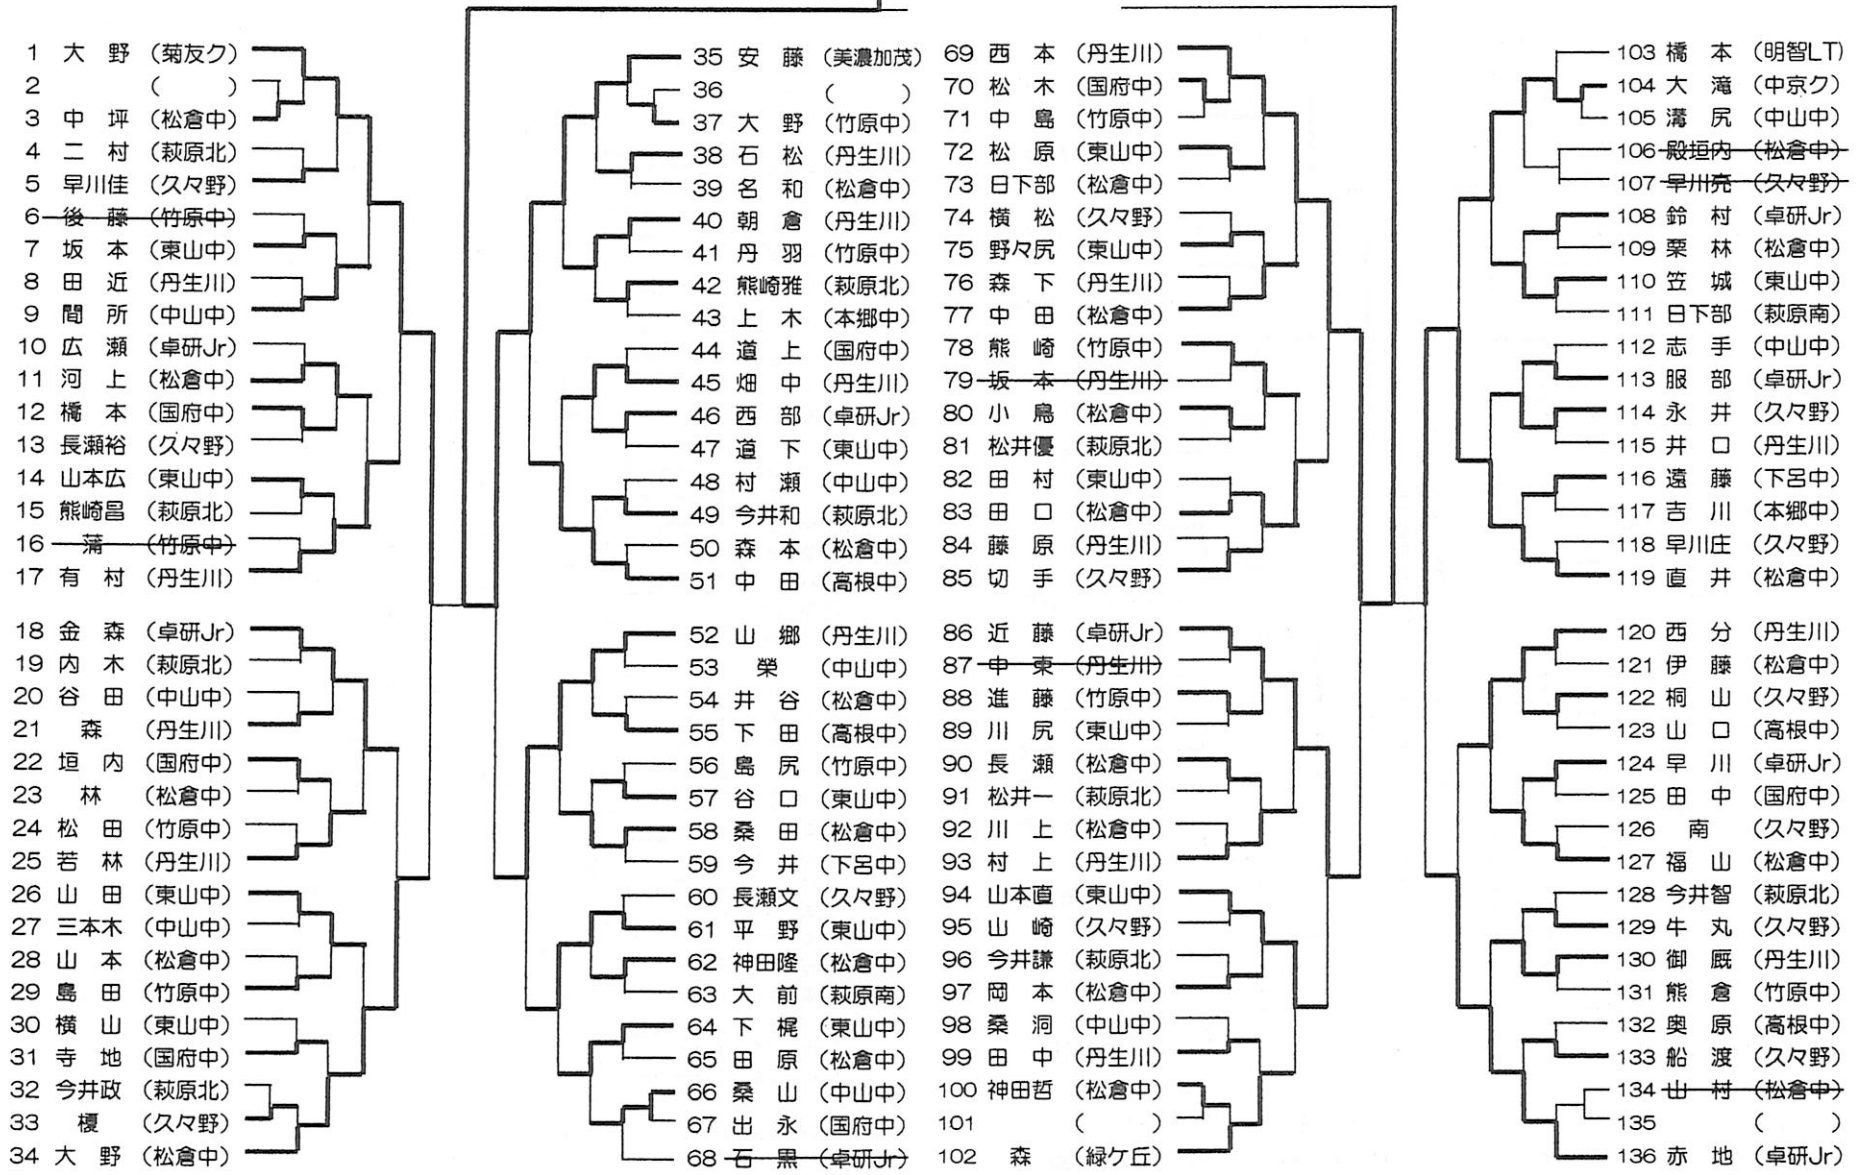 1 大野 (菊友ク)
2 ( )
3 中坪 (松倉中)
4 二村 (萩原北)
5 早川佳 (久々野)
6 後藤 (竹原中)
7 坂本 (東山中)
8 田近 (丹生川)
9 間所 (中山中)
10 広瀬 (卓研Jr)
11 河上 (松倉中)
12 橋本 (国府中)
13 長瀬裕 (久々野)
14 山本広 (東山中)
15 熊崎昌 (萩原北)
16 蒲 (竹原中)
17 有村 (丹生川)
18 金森 (卓研Jr)
19 内木 (萩原北)
20 谷田 (中山中)
21 森 (丹生川)
22 垣内 (国府中)
23 林 (松倉中)
24 松田 (竹原中)
25 若林 (丹生川)
26 山田 (東山中)
27 三本木 (中山中)
28 山本 (松倉中)
29 島田 (竹原中)
30 横山 (東山中)
31 寺地 (国府中)
32 今井政 (萩原北)
33 榎 (久々野)
34 大野 (松倉中)
35 安藤 (美濃加茂)
36 ( )
37 大野 (竹原中)
38 石松 (丹生川)
39 名和 (松倉中)
40 朝倉 (丹生川)
41 丹羽 (竹原中)
42 熊崎雅 (萩原北)
43 上木 (本郷中)
44 道上 (国府中)
45 畑中 (丹生川)
46 西部 (卓研Jr)
47 道下 (東山中)
48 村瀬 (中山中)
49 今井和 (萩原北)
50 森本 (松倉中)
51 中田 (高根中)
52 山郷 (丹生川)
53 榮 (中山中)
54 井谷 (松倉中)
55 下田 (高根中)
56 島尻 (竹原中)
57 谷口 (東山中)
58 桑田 (松倉中)
59 今井 (下呂中)
60 長瀬文 (久々野)
61 平野 (東山中)
62 神田隆 (松倉中)
63 大前 (萩原南)
64 下梶 (東山中)
65 田原 (松倉中)
66 桑山 (中山中)
67 出永 (国府中)
68 石黒 (卓研Jr)
69 西本 (丹生川)
70 松木 (国府中)
71 中島 (竹原中)
72 松原 (東山中)
73 日下部 (松倉中)
74 横松 (久々野)
75 野々尻 (東山中)
76 森下 (丹生川)
77 中田 (松倉中)
78 熊崎 (竹原中)
79 坂本 (丹生川)
80 小鳥 (松倉中)
81 松井優 (萩原北)
82 田村 (東山中)
83 田口 (松倉中)
84 藤原 (丹生川)
85 切手 (久々野)
86 近藤 (卓研Jr)
87 中東 (丹生川)
88 進藤 (竹原中)
89 川尻 (東山中)
90 長瀬 (松倉中)
91 松井一 (萩原北)
92 川上 (松倉中)
93 村上 (丹生川)
94 山本直 (東山中)
95 山崎 (久々野)
96 今井謙 (萩原北)
97 岡本 (松倉中)
98 桑洞 (中山中)
99 田中 (丹生川)
100 神田哲 (松倉中)
101 ( )
102 森 (緑ケ丘)
103 橋本 (明智LT)
104 大滝 (中京ク)
105 溝尻 (中山中)
106 殿垣内 (松倉中)
107 早川亮 (久々野)
108 鈴村 (卓研Jr)
109 栗林 (松倉中)
110 笠城 (東山中)
111 日下部 (萩原南)
112 志手 (中山中)
113 服部 (卓研Jr)
114 永井 (久々野)
115 井口 (丹生川)
116 遠藤 (下呂中)
117 吉川 (本郷中)
118 早川庄 (久々野)
119 直井 (松倉中)
120 西分 (丹生川)
121 伊藤 (松倉中)
122 桐山 (久々野)
123 山口 (高根中)
124 早川 (卓研Jr)
125 田中 (国府中)
126 南 (久々野)
127 福山 (松倉中)
128 今井智 (萩原北)
129 牛丸 (久々野)
130 御厩 (丹生川)
131 熊倉 (竹原中)
132 奥原 (高根中)
133 船渡 (久々野)
134 山村 (松倉中)
135 ( )
136 赤地 (卓研Jr)